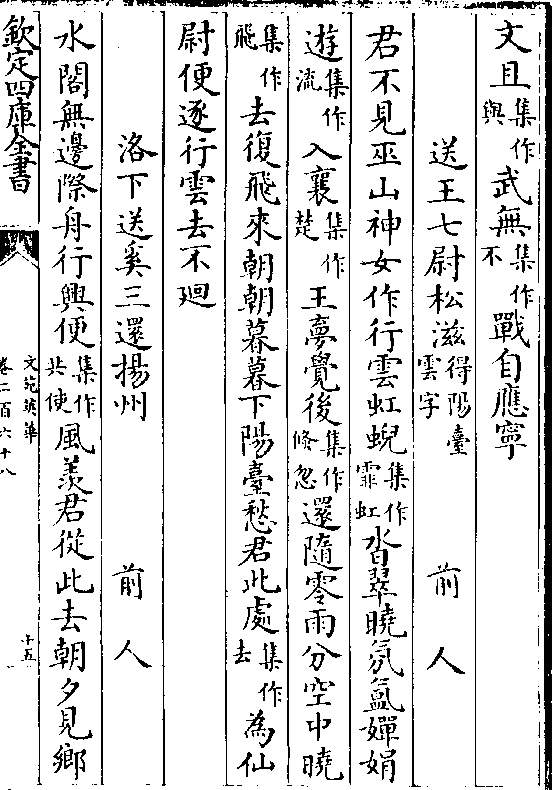 文且集作與武無集作不戰自應寧
送王七尉松滋得陽臺雲字 前人
君不見巫山神女作行雲虹蜺集作霏虹沓翠曉氛氳嬋娟
遊集作流入襄集作楚王夢覺後集作倏忽還隨零雨分空中曉
飛集作去復飛來朝朝暮暮下陽臺愁君此處集作去為仙
尉便逐行雲去不廻
洛下送奚三還揚州 前人
水閣無邊際舟行興便集作共使風羨君從此去朝夕見鄉
欽定四庫全書
文苑英華
卷二百六十八
十五